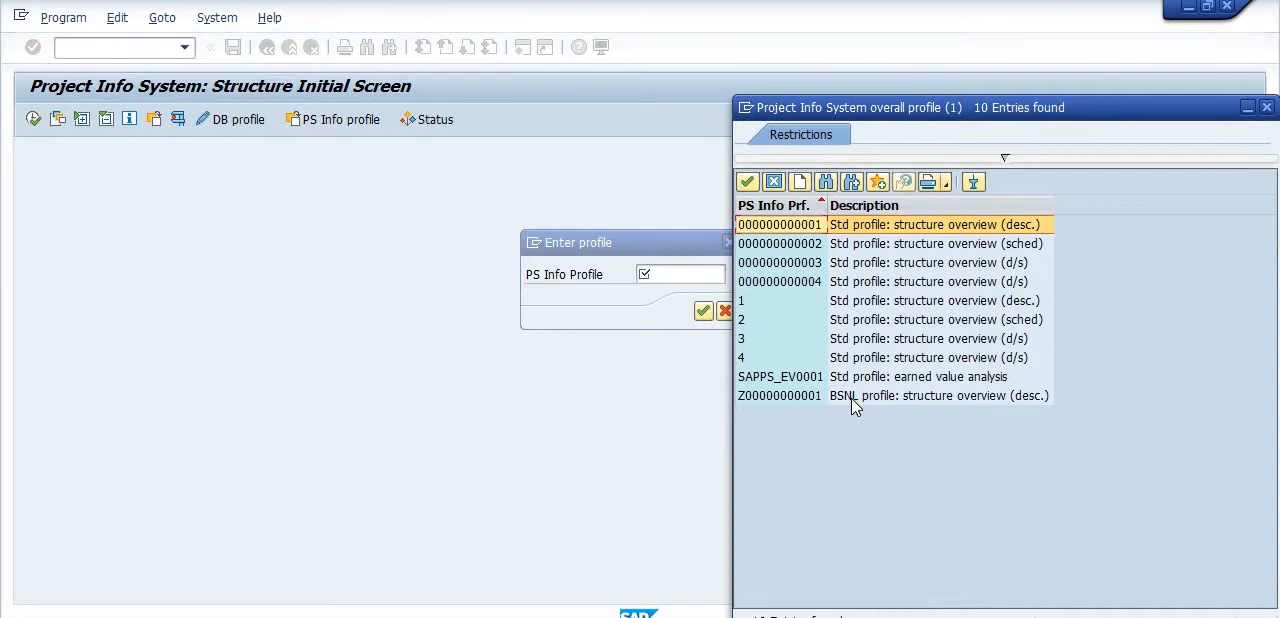 Program Edit Goto System Help
Project Info System: Structure Initial Screen
DB profile PS Info profile Status
Enter profile
PS Info Profile
Project Info System overall profile (1) 10 Entries found
Restrictions
PS Info Prf. Description
000000000001 Std profile: structure overview (desc.)
000000000002 Std profile: structure overview (sched)
000000000003 Std profile: structure overview (d/s)
000000000004 Std profile: structure overview (d/s)
1 Std profile: structure overview (desc.)
2 Std profile: structure overview (sched)
3 Std profile: structure overview (d/s)
4 Std profile: structure overview (d/s)
SAPPS_EV0001 Std profile: earned value analysis
Z00000000001 BSNL profile: structure overview (desc.)
SAP